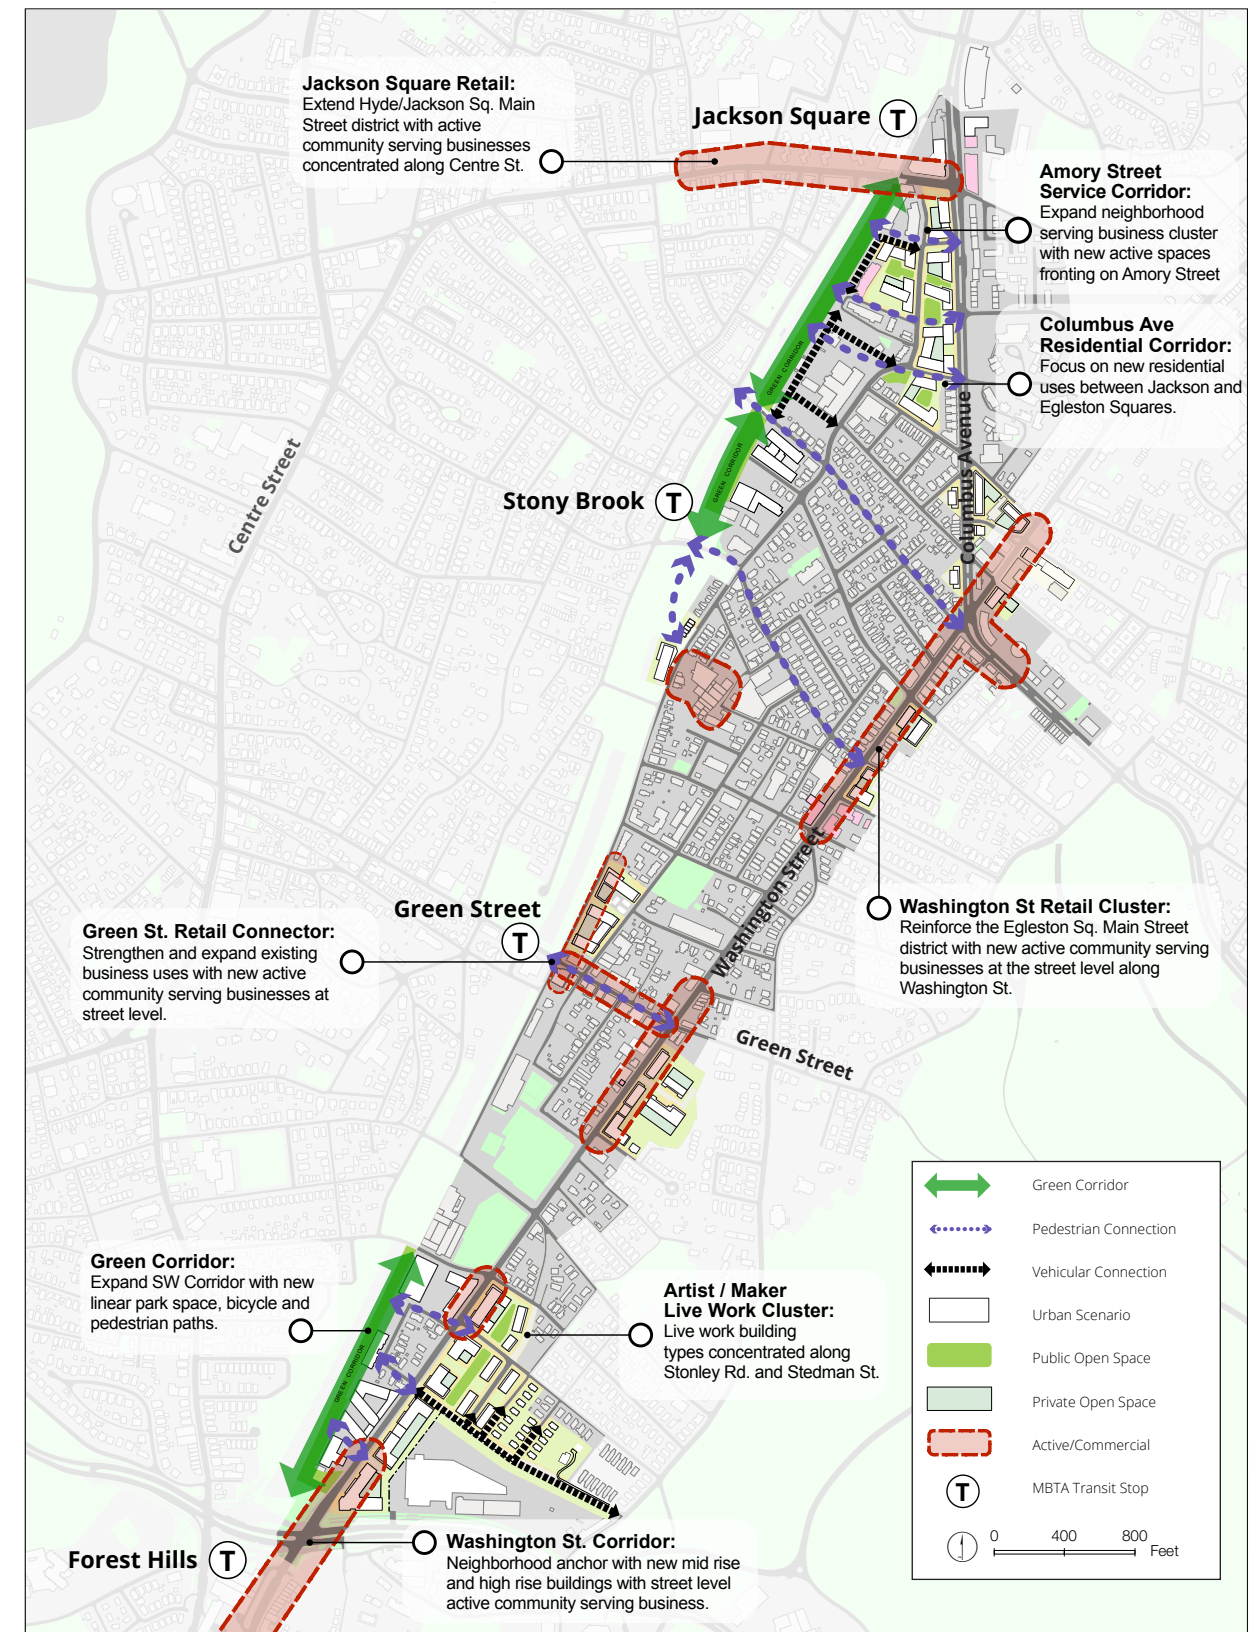 Jackson Square Retail:
Extend Hyde/Jackson Sq. Main
Street district with active
community serving businesses
concentrated along Centre St.
Jackson Square T
Amory Street
Service Corridor:
Expand neighborhood
serving business cluster
with new active spaces
fronting on Amory Street
Columbus Ave
Residential Corridor:
Focus on new residential
uses between Jackson and
Egleston Squares.
GREEN CORRIDOR
GREEN CORRIDOR
Centre Street
Columbus Avenue
Stony Brook T
Washington Street
Washington St Retail Cluster:
Reinforce the Egleston Sq. Main Street
district with new active community serving
businesses at the street level along
Washington St.
Green Street
T
Green St. Retail Connector:
Strengthen and expand existing
business uses with new active
community serving businesses at
street level.
Green Street
Green Corridor:
Expand SW Corridor with new
linear park space, bicycle and
pedestrian paths.
GREEN CORRIDOR
Artist / Maker
Live Work Cluster:
Live work building
types concentrated along
Stonley Rd. and Stedman St.
Forest Hills T
Washington St. Corridor:
Neighborhood anchor with new mid rise
and high rise buildings with street level
active community serving business.
Green Corridor
Pedestrian Connection
Vehicular Connection
Urban Scenario
Public Open Space
Private Open Space
Active/Commercial
T MBTA Transit Stop
0 400 800
Feet